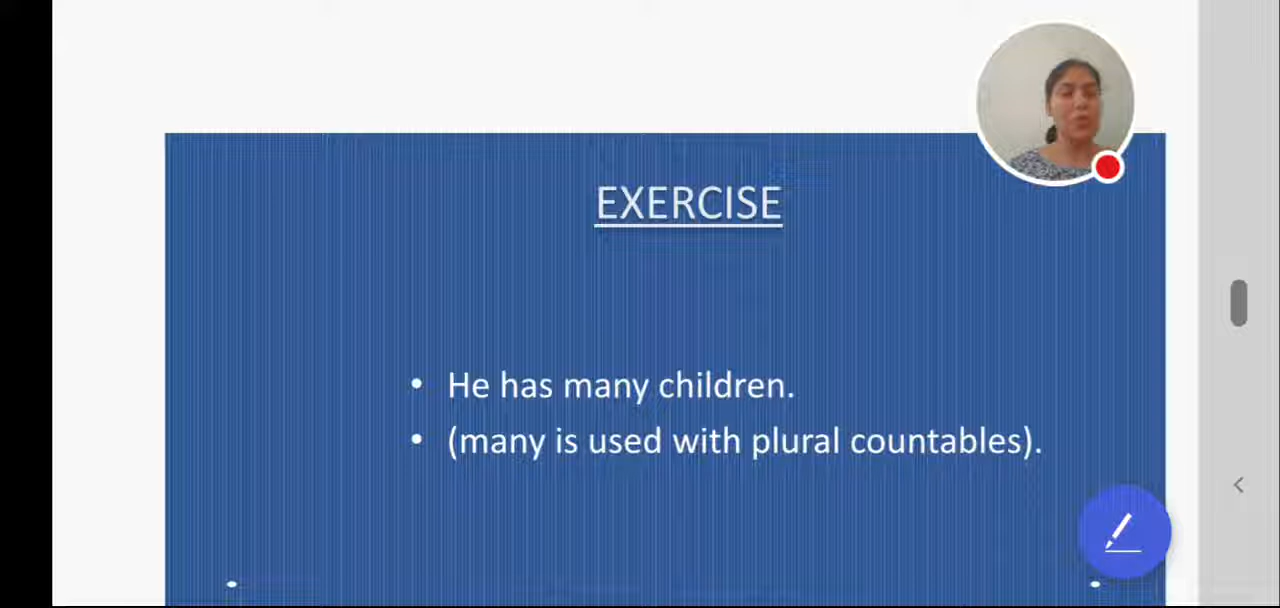 EXERCISE
• He has many children.
• (many is used with plural countables).